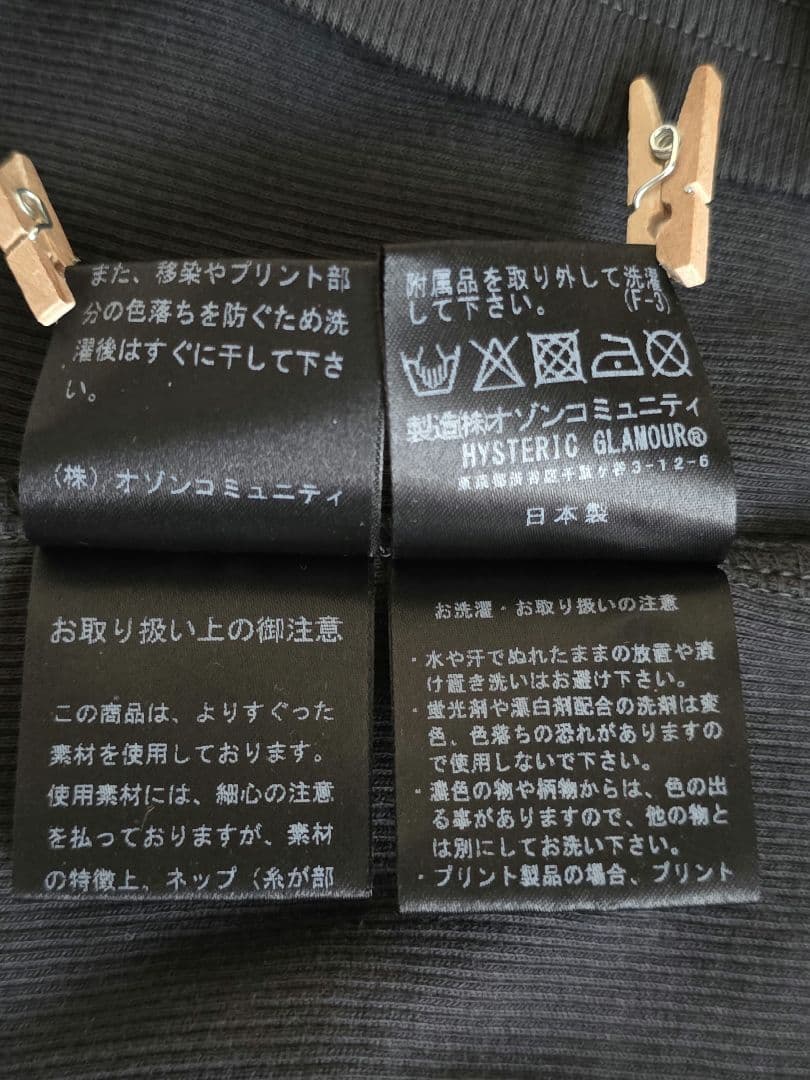 また、移染やプリント部
分の色落ちを防ぐため洗
濯後はすぐに干して下さ
い。
(株)オゾンコミュニティ
附属品を取り外して洗濯
して下さい。 (F-3)
製造㈱オゾンコミュニティ
HYSTERIC GLAMOUR®
東京都渋谷区千駄ヶ谷3-12-6
日本製
お取り扱い上の御注意
この商品は、よりすぐった
素材を使用しております。
使用素材には、細心の注意
を払っておりますが、素材
の特徴上、ネップ(糸が部
お洗濯・お取り扱いの注意
・水や汗でぬれたままの放置や漬
け置き洗いはお避け下さい。
・蛍光剤や漂白剤配合の洗剤は変
色、色落ちの恐れがありますの
で使用しないで下さい。
・濃色の物や柄物からは、色の出
る事がありますので、他の物と
は別にしてお洗い下さい。
・プリント製品の場合、プリント